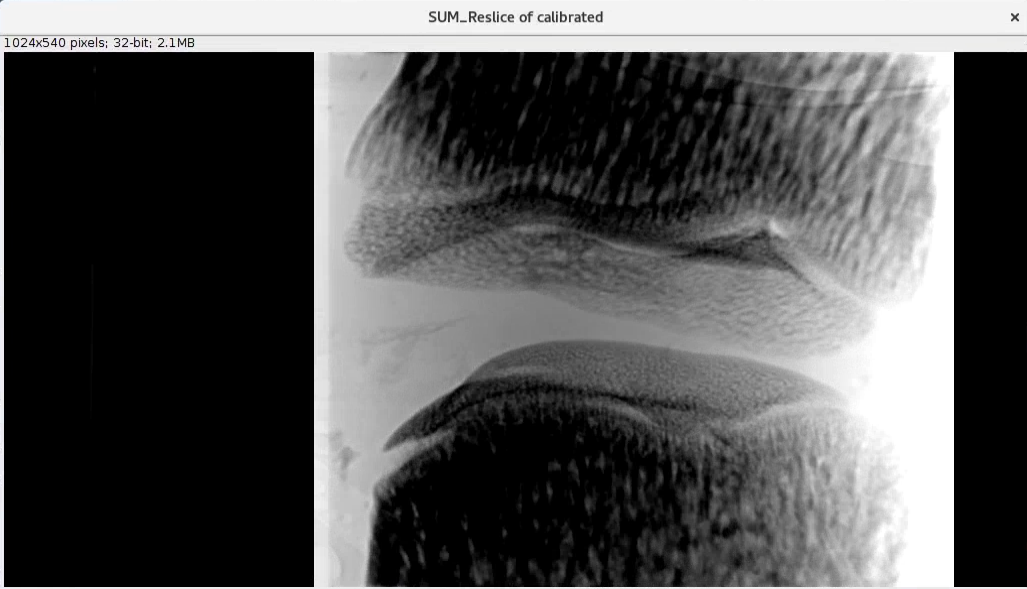 SUM_Reslice of calibrated
1024x540 pixels; 32-bit; 2.1MB